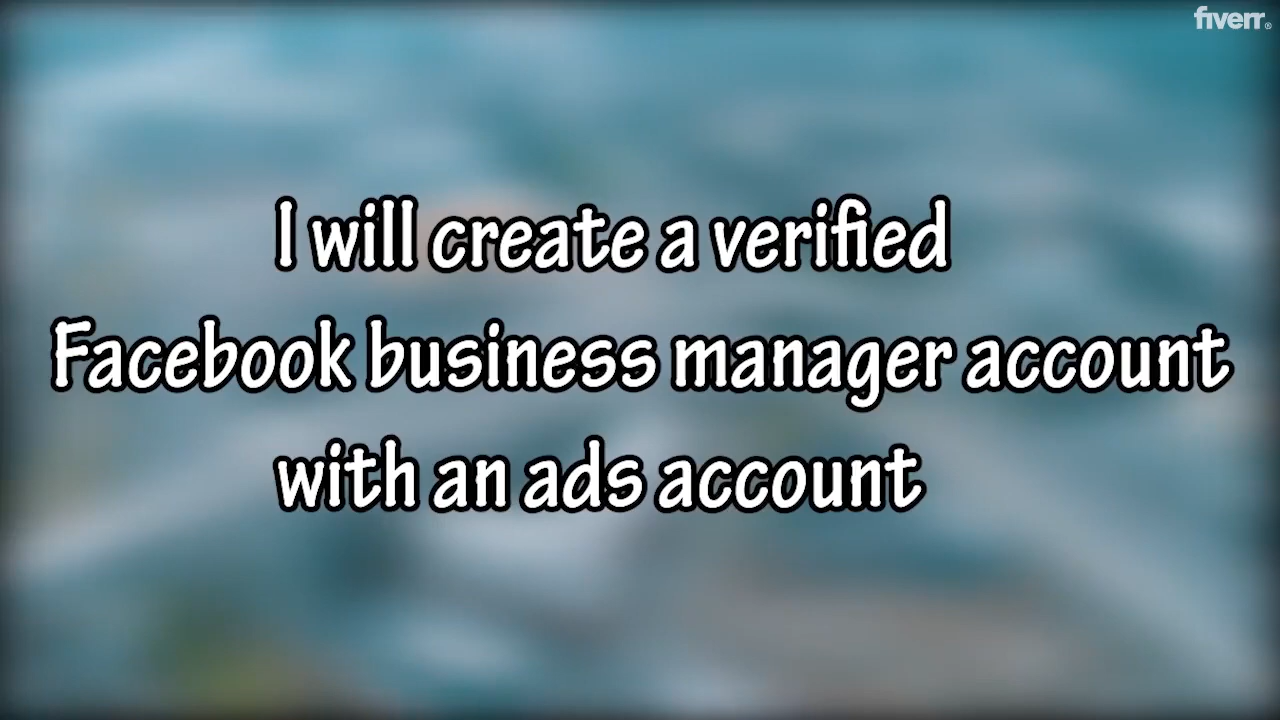 fiverr®
I will create a verified
Facebook business manager account
with an ads account